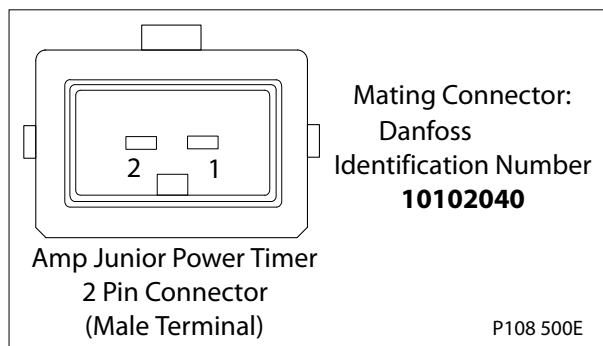 2 1
Amp Junior Power Timer
2 Pin Connector
(Male Terminal)
Mating Connector:
Danfoss
Identification Number
10102040
P108 500E